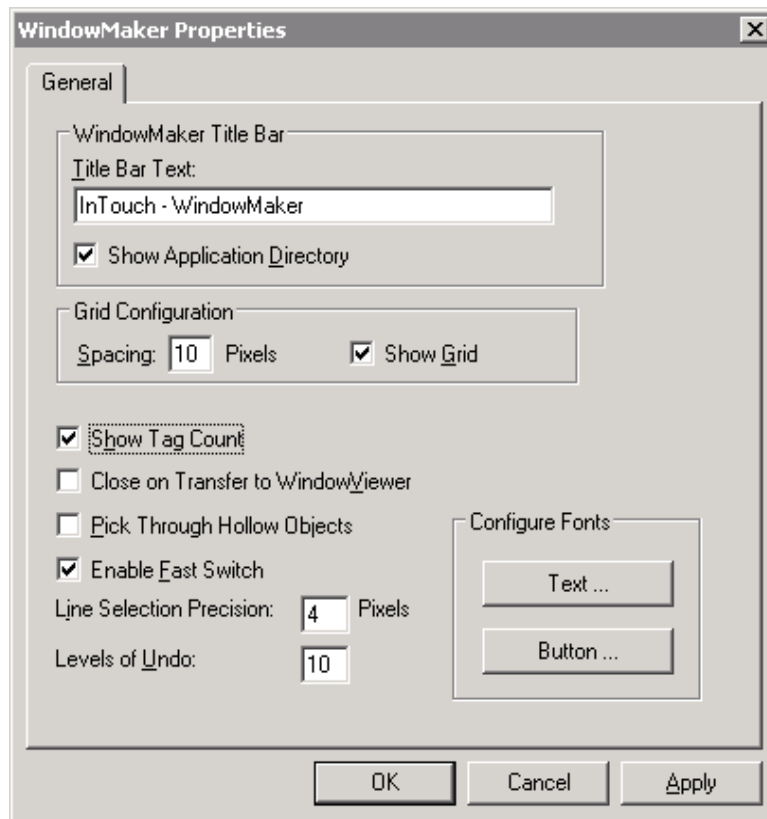 WindowMaker Properties
General
WindowMaker Title Bar
Title Bar Text:
InTouch - WindowMaker
Show Application Directory
Grid Configuration
Spacing: 10 Pixels Show Grid
Show Tag Count
Close on Transfer to WindowViewer
Pick Through Hollow Objects
Enable Fast Switch
Line Selection Precision: 4 Pixels
Levels of Undo: 10
Configure Fonts
Text ...
Button ...
OK Cancel Apply